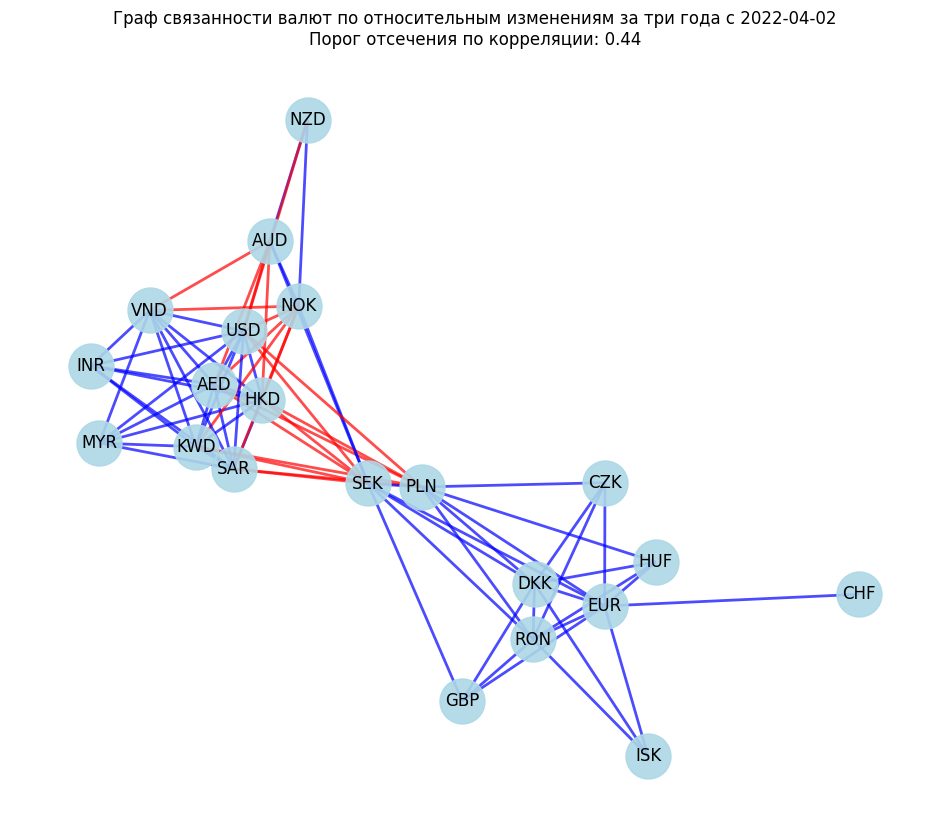 Граф связанности валют по относительным изменениям за три года с 2022-04-02
Порог отсечения по корреляции: 0.44
NZD
AUD
NOK
VND
USD
INR
AED
HKD
MYR
KWD
SAR
SEK
PLN
CZK
HUF
DKK
CHF
EUR
RON
GBP
ISK